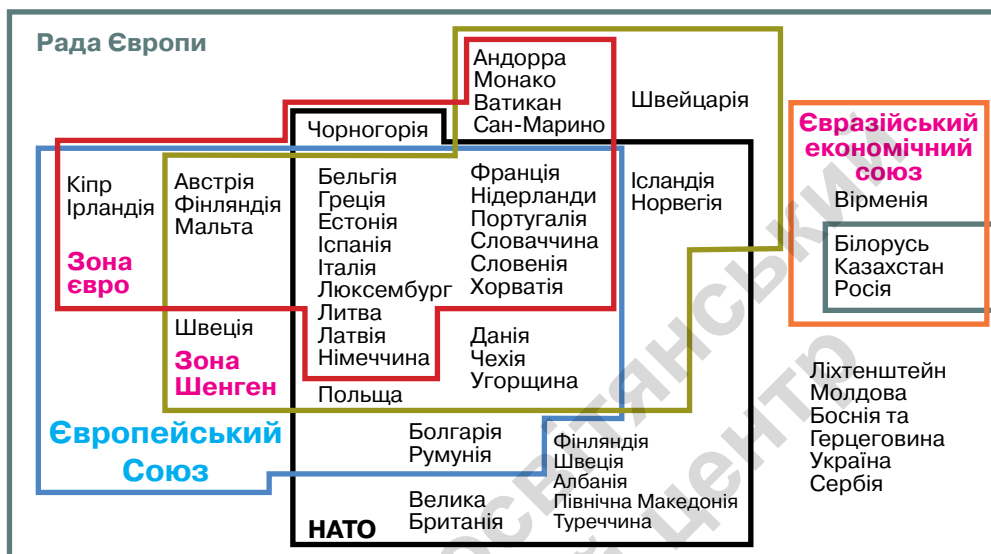 Рада Європи
Андорра
Монако
Ватикан
Сан-Марино
Швейцарія
Чорногорія
Євразійський
економічний
союз
Вірменія
Білорусь
Казахстан
Росія
Кіпр
Ірландія
Зона
євро
Австрія
Фінляндія
Мальта
Бельгія
Греція
Естонія
Іспанія
Італія
Люксембург
Литва
Латвія
Німеччина
Франція
Нідерланди
Португалія
Словаччина
Словенія
Хорватія
Ісландія
Норвегія
Швеція
Зона
Шенген
Данія
Чехія
Угорщина
Польща
Європейський
Союз
Болгарія
Румунія
Велика
Британія
НАТО
Фінляндія
Швеція
Албанія
Північна Македонія
Туреччина
Ліхтенштейн
Молдова
Боснія та
Герцеговина
Україна
Сербія
центр